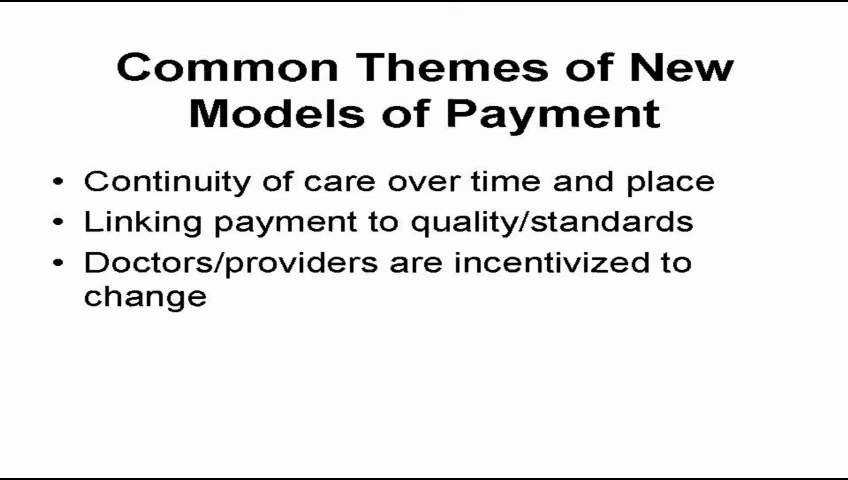 Common Themes of New
Models of Payment
• Continuity of care over time and place
• Linking payment to quality/standards
• Doctors/providers are incentivized to
change